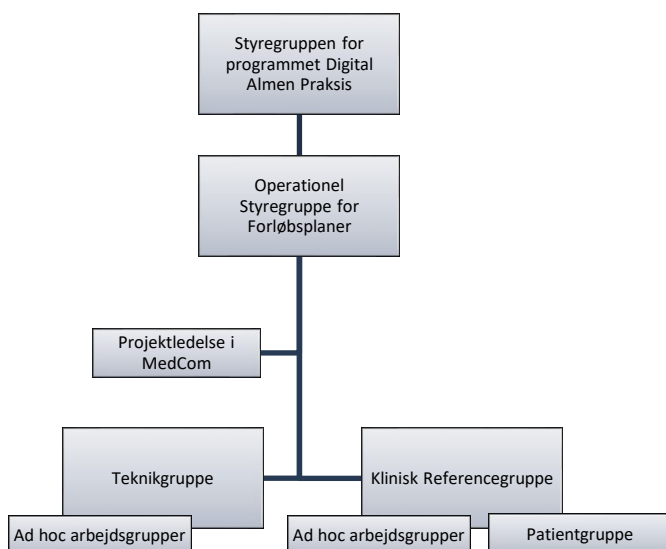 Styregruppen for
programmet Digital
Almen Praksis
Operationel
Styregruppe for
Forløbsplaner
Projektledelse i
MedCom
Teknikgruppe
Ad hoc arbejdsgrupper
Klinisk Referencegruppe
Ad hoc arbejdsgrupper
Patientgruppe